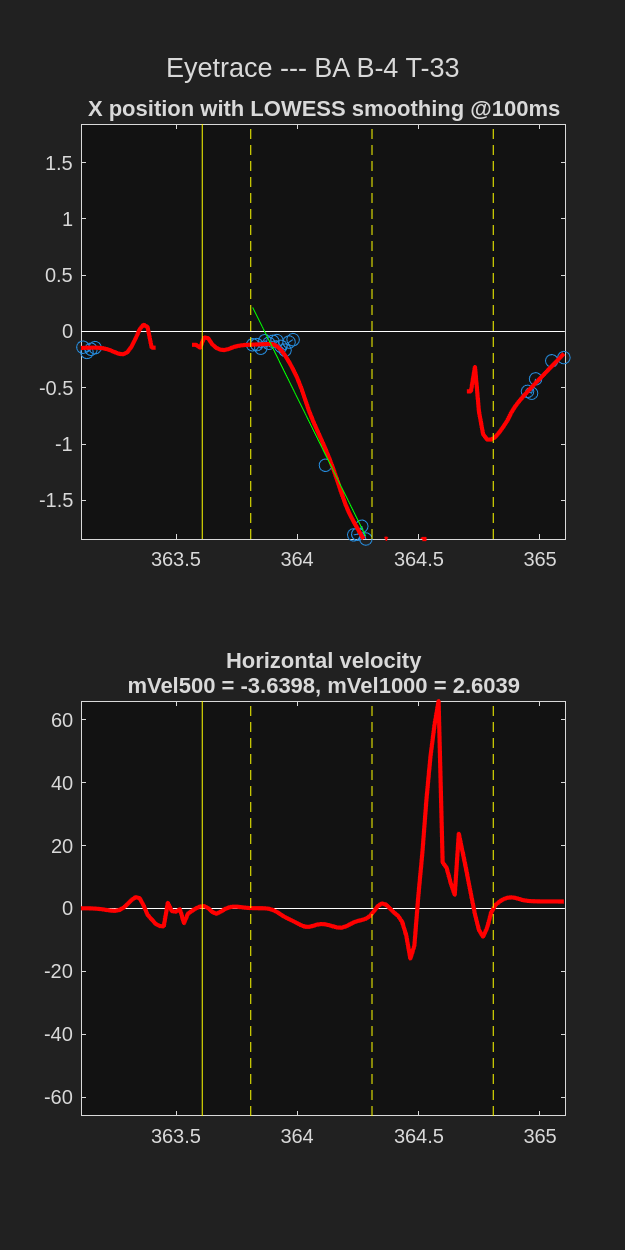 Eyetrace --- BA B-4 T-33
X position with LOWESS smoothing @100ms
1.5
1
0.5
0
-0.5
-1
-1.5
363.5 364 364.5 365
Horizontal velocity
mVel500 = -3.6398, mVel1000 = 2.6039
60
40
20
0
-20
-40
-60
363.5 364 364.5 365